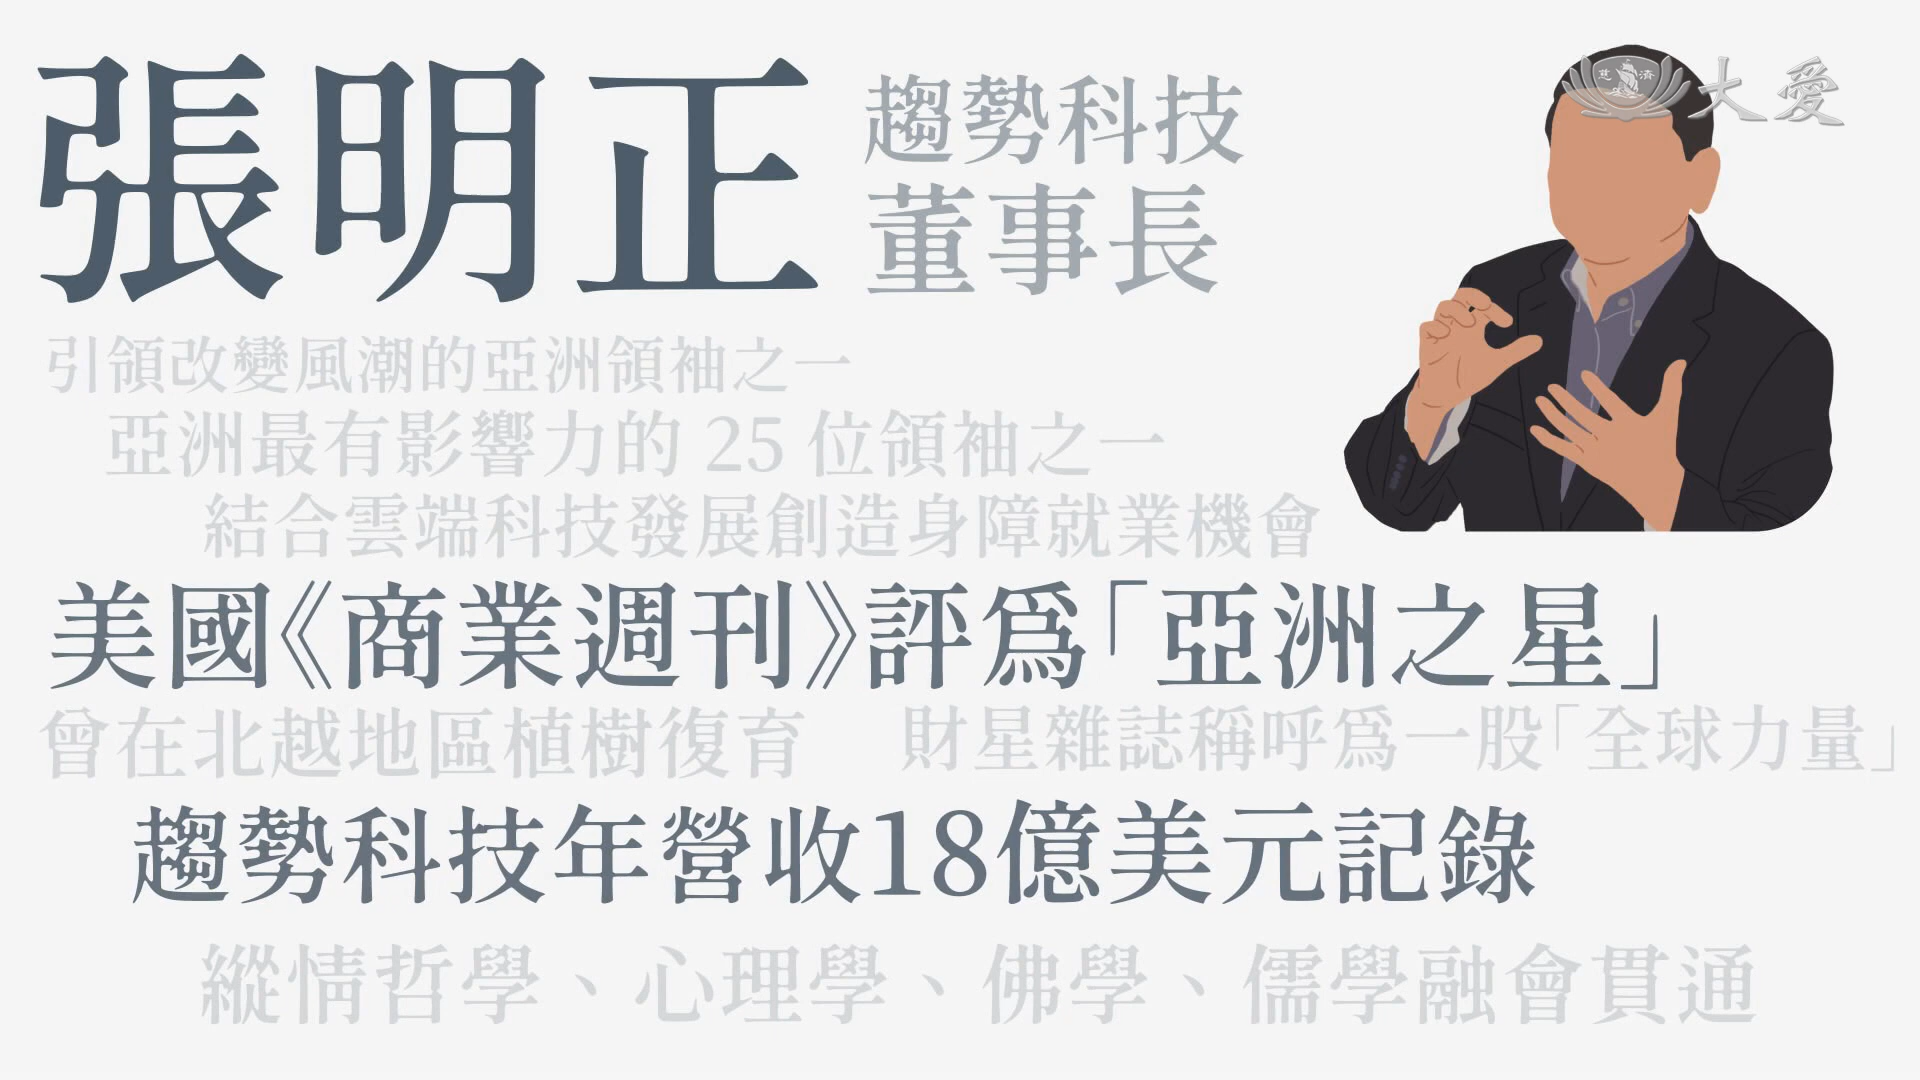 張明正
趨勢科技
董事長
慈濟
大愛
引領改變風潮的亞洲領袖之一
亞洲最有影響力的 25 位領袖之一
結合雲端科技發展創造身障就業機會
美國《商業週刊》評為「亞洲之星」
曾在北越地區植樹復育 財星雜誌稱呼為一股「全球力量」
趨勢科技年營收18億美元記錄
縱情哲學、心理學、佛學、儒學融會貫通